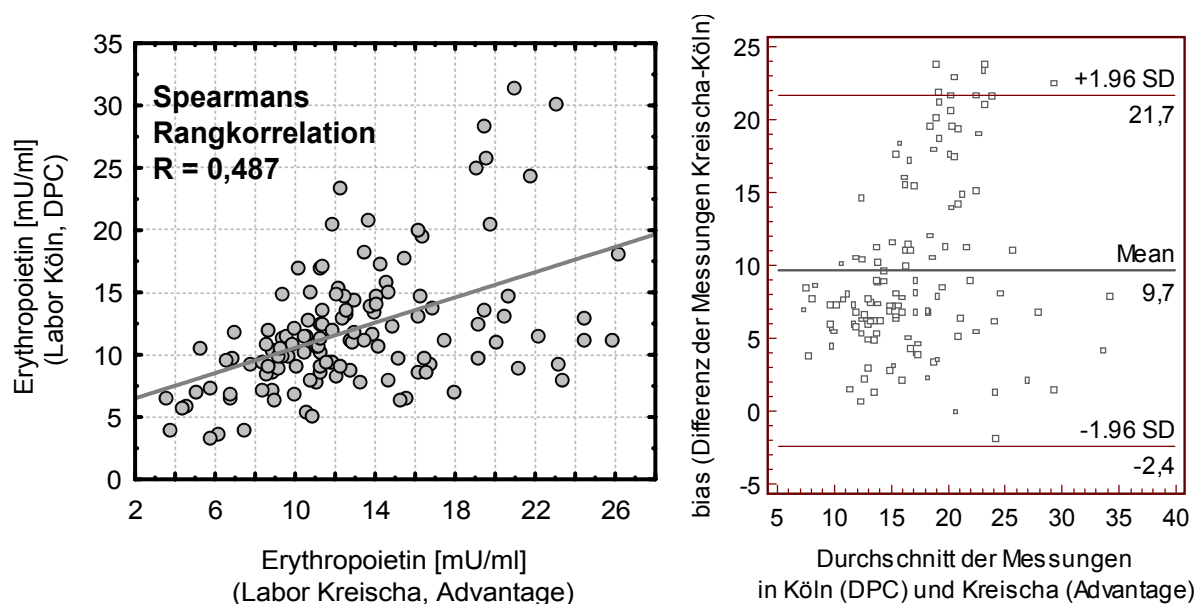 35
30
25
20
15
10
5
0
Spearmans
Rangkorrelation
R = 0,487
Erythropoietin [mU/ml]
(Labor Köln, DPC)
2 6 10 14 18 22 26
Erythropoietin [mU/ml]
(Labor Kreischa, Advantage)
bias (Differenz der Messungen Kreischa-Köln)
25
20
15
10
5
0
-5
+1.96 SD
21,7
Mean
9,7
-1.96 SD
-2,4
5 10 15 20 25 30 35 40
Durchschnitt der Messungen
in Köln (DPC) und Kreischa (Advantage)